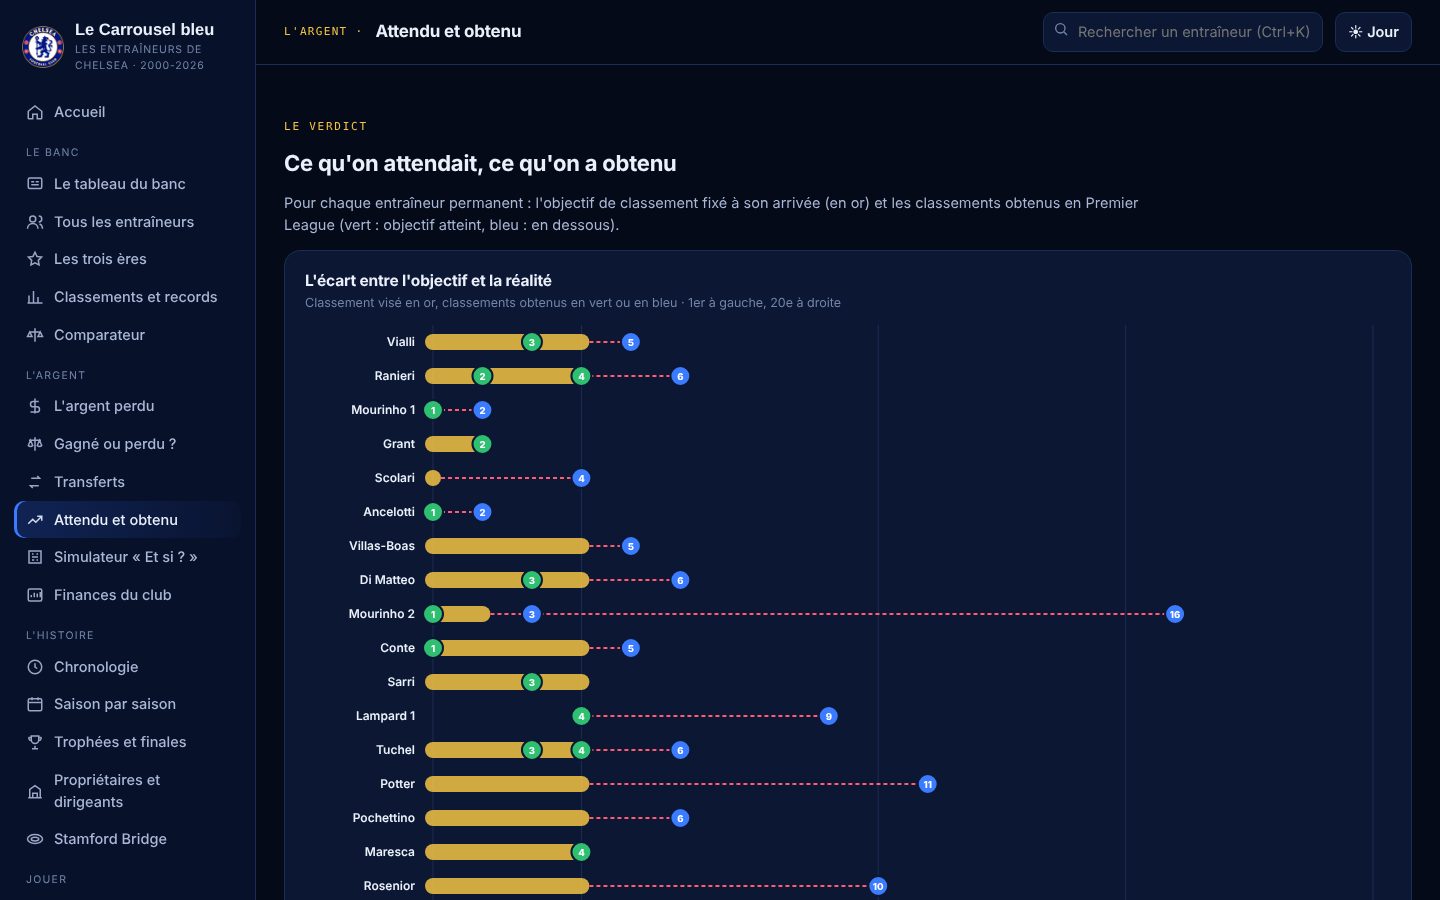 Le Carrousel bleu
LES ENTRAÎNEURS DE
CHELSEA · 2000-2026
Accueil
LE BANC
Le tableau du banc
Tous les entraîneurs
Les trois ères
Classements et records
Comparateur
L'ARGENT
L'argent perdu
Gagné ou perdu ?
Transferts
Attendu et obtenu
Simulateur « Et si ? »
Finances du club
L'HISTOIRE
Chronologie
Saison par saison
Trophées et finales
Propriétaires et
dirigeants
Stamford Bridge
JOUER
L'ARGENT · Attendu et obtenu
Rechercher un entraîneur (Ctrl+K)
☀ Jour
LE VERDICT
Ce qu'on attendait, ce qu'on a obtenu
Pour chaque entraîneur permanent : l'objectif de classement fixé à son arrivée (en or) et les classements obtenus en Premier
League (vert : objectif atteint, bleu : en dessous).
L'écart entre l'objectif et la réalité
Classement visé en or, classements obtenus en vert ou en bleu · 1er à gauche, 20e à droite
Vialli 3 5
Ranieri 2 4 6
Mourinho 1 1 2
Grant 2
Scolari 4
Ancelotti 1 2
Villas-Boas 5
Di Matteo 3 6
Mourinho 2 1 3 16
Conte 1 5
Sarri 3
Lampard 1 4 9
Tuchel 3 4 6
Potter 11
Pochettino 6
Maresca 4
Rosenior 10